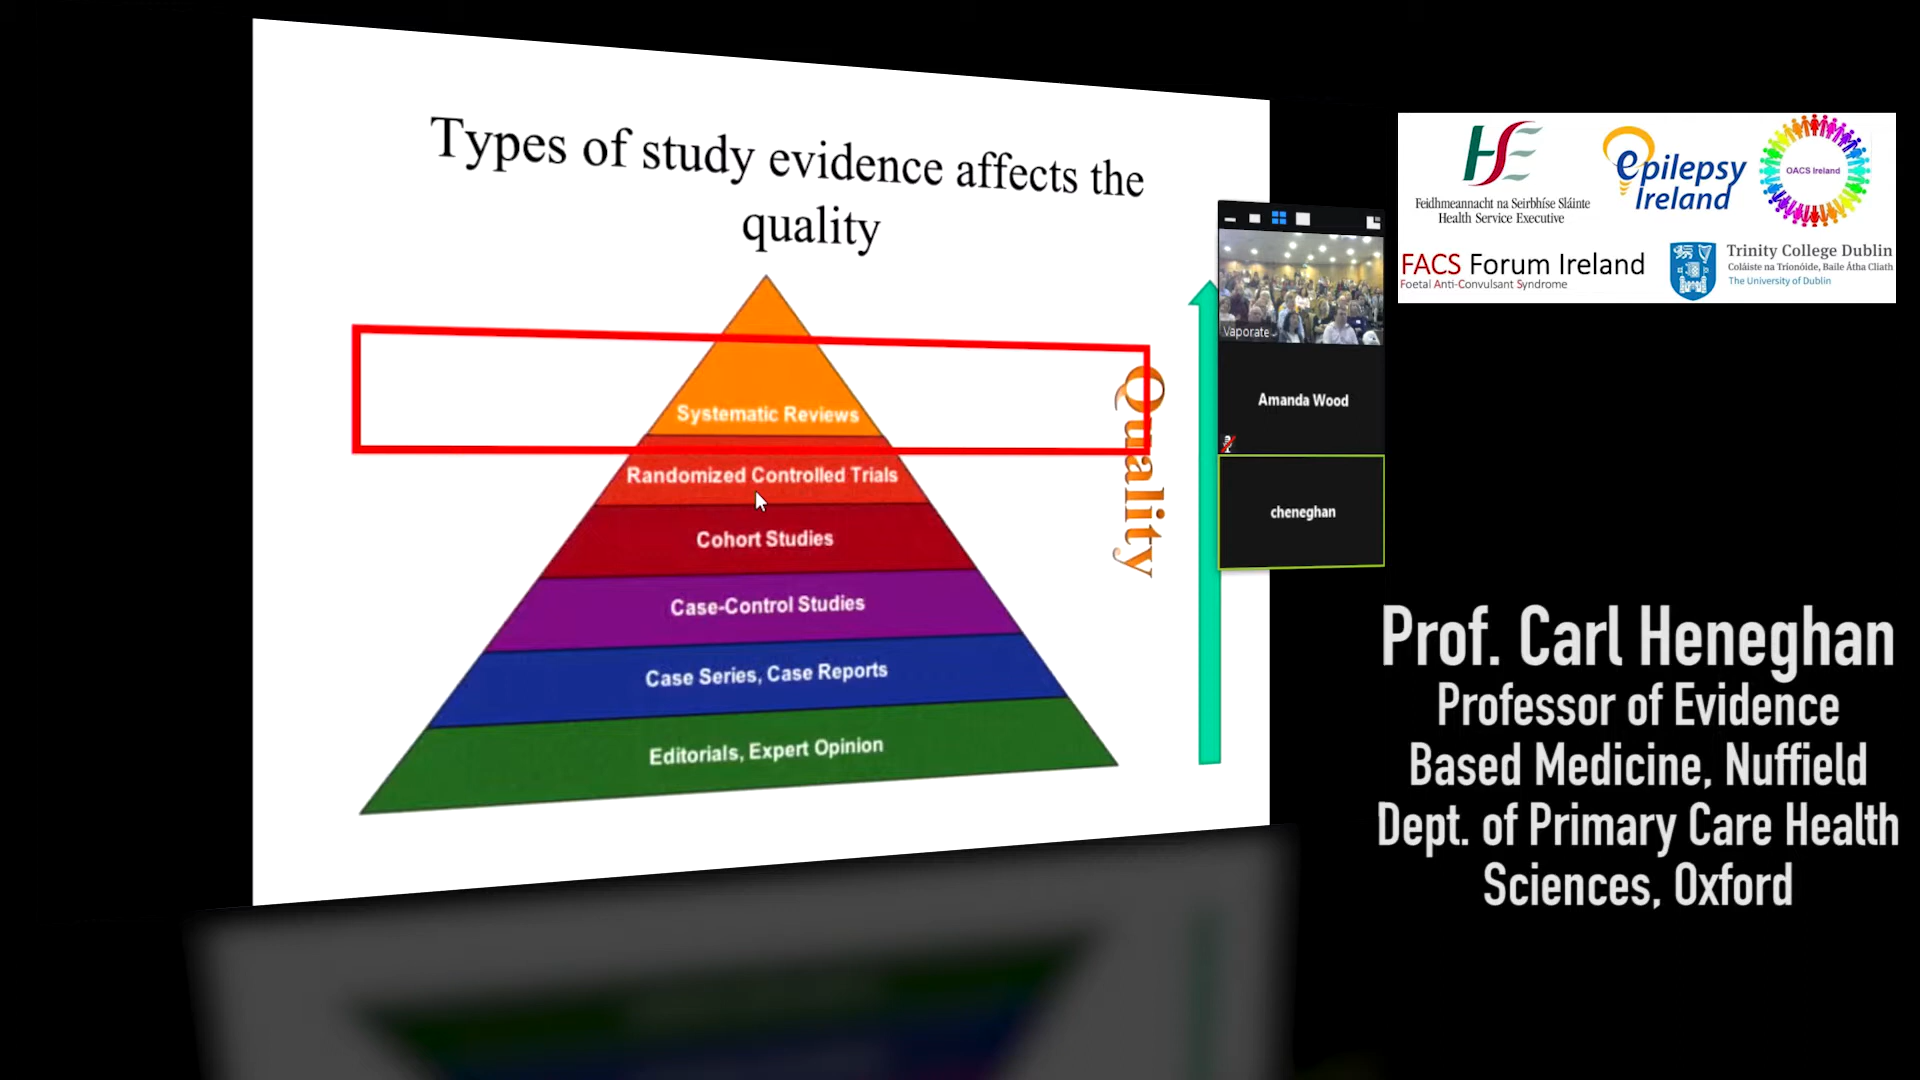 Types of study evidence affects the
quality
Systematic Reviews
Randomized Controlled Trials
Cohort Studies
Case-Control Studies
Case Series, Case Reports
Editorials, Expert Opinion
Quality
Vaporate
Amanda Wood
cheneghan
Feidhmeannacht na Seirbhíse Sláinte
Health Service Executive
epilepsy
Ireland
OACS Ireland
FACS Forum Ireland
Foetal Anti-Convulsant Syndrome
Trinity College Dublin
Coláiste na Tríonóide, Baile Átha Cliath
The University of Dublin
Prof. Carl Heneghan
Professor of Evidence
Based Medicine, Nuffield
Dept. of Primary Care Health
Sciences, Oxford